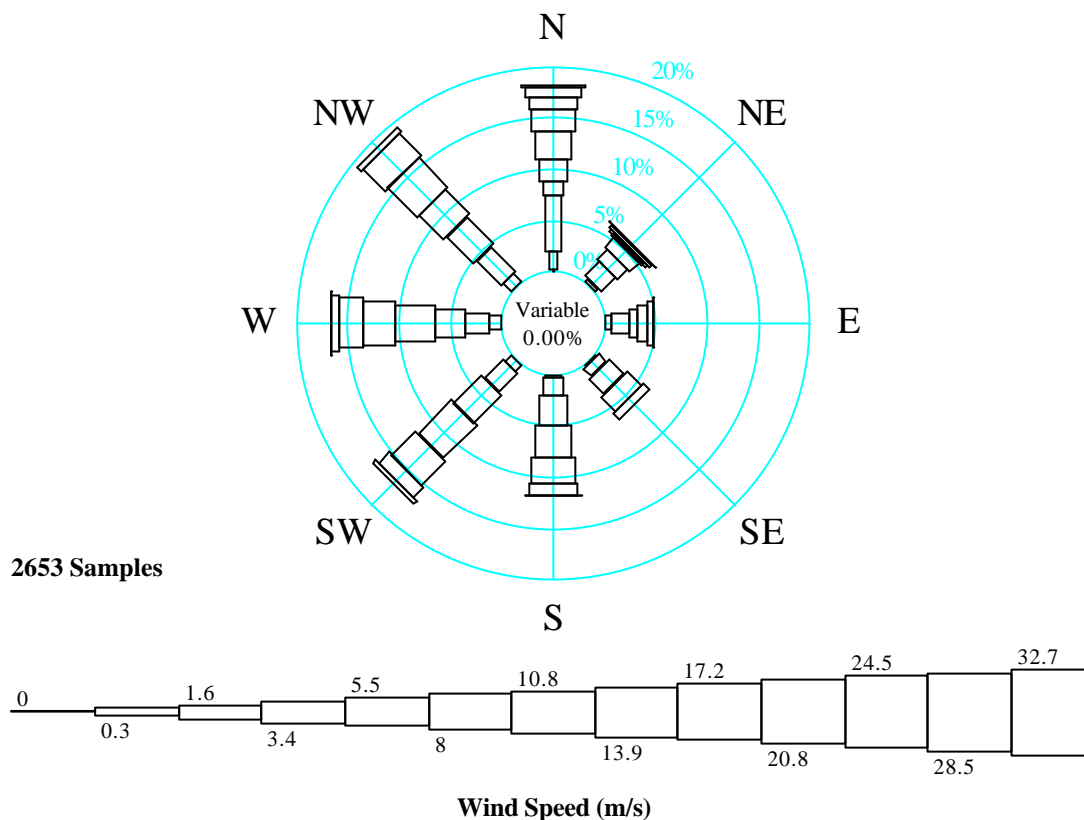 N
20%
NW
NE
15%
10%
5%
0%
Variable
W
E
0.00%
SW
SE
2653 Samples
S
0 1.6 5.5 10.8 17.2 24.5 32.7
0.3 3.4 8 13.9 20.8 28.5
Wind Speed (m/s)